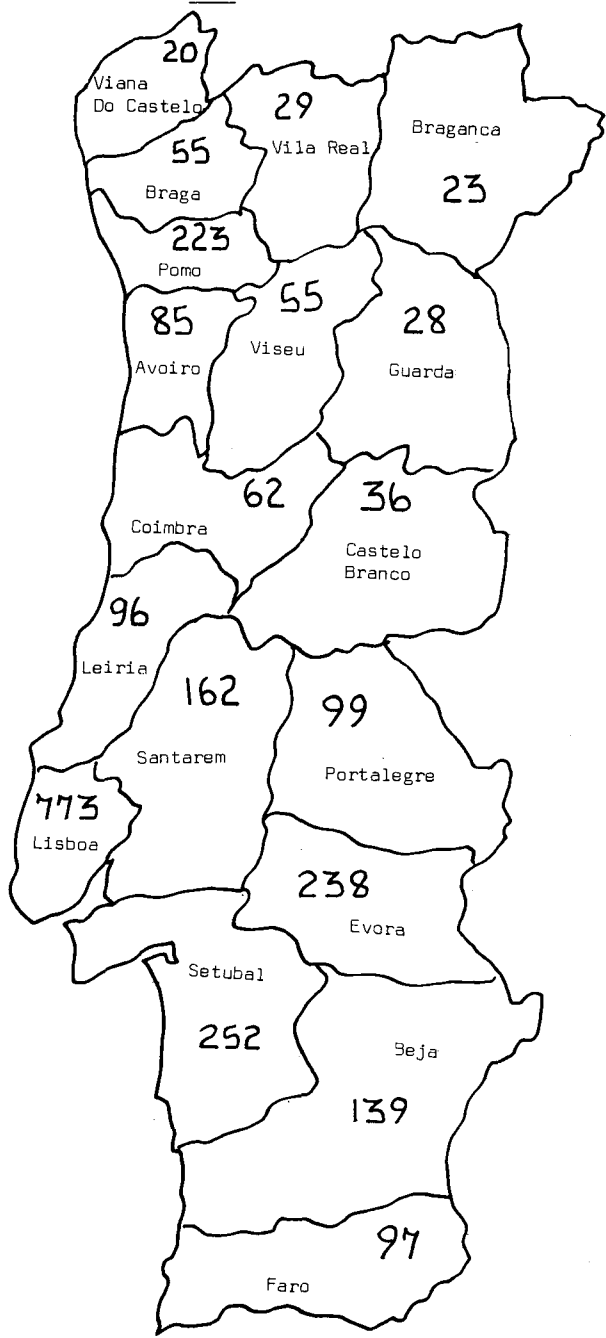 20
Viana
Do Castelo
29
Vila Real
Braganca
23
55
Braga
223
Pomo
85
Avoiro
55
Viseu
28
Guarda
62
Coimbra
36
Castelo
Branco
96
Leiria
162
Santarem
99
Portalegre
773
Lisboa
238
Evora
Setubal
252
Beja
139
97
Faro